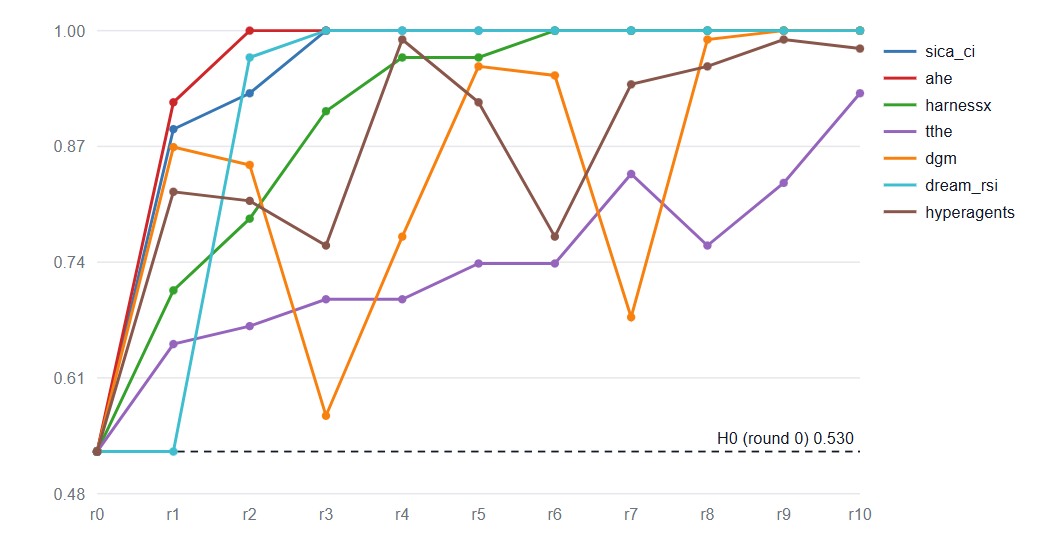 1.00
0.87
0.74
0.61
0.48
r0 r1 r2 r3 r4 r5 r6 r7 r8 r9 r10
H0 (round 0) 0.530
sica_ci
ahe
harnessx
tthe
dgm
dream_rsi
hyperagents